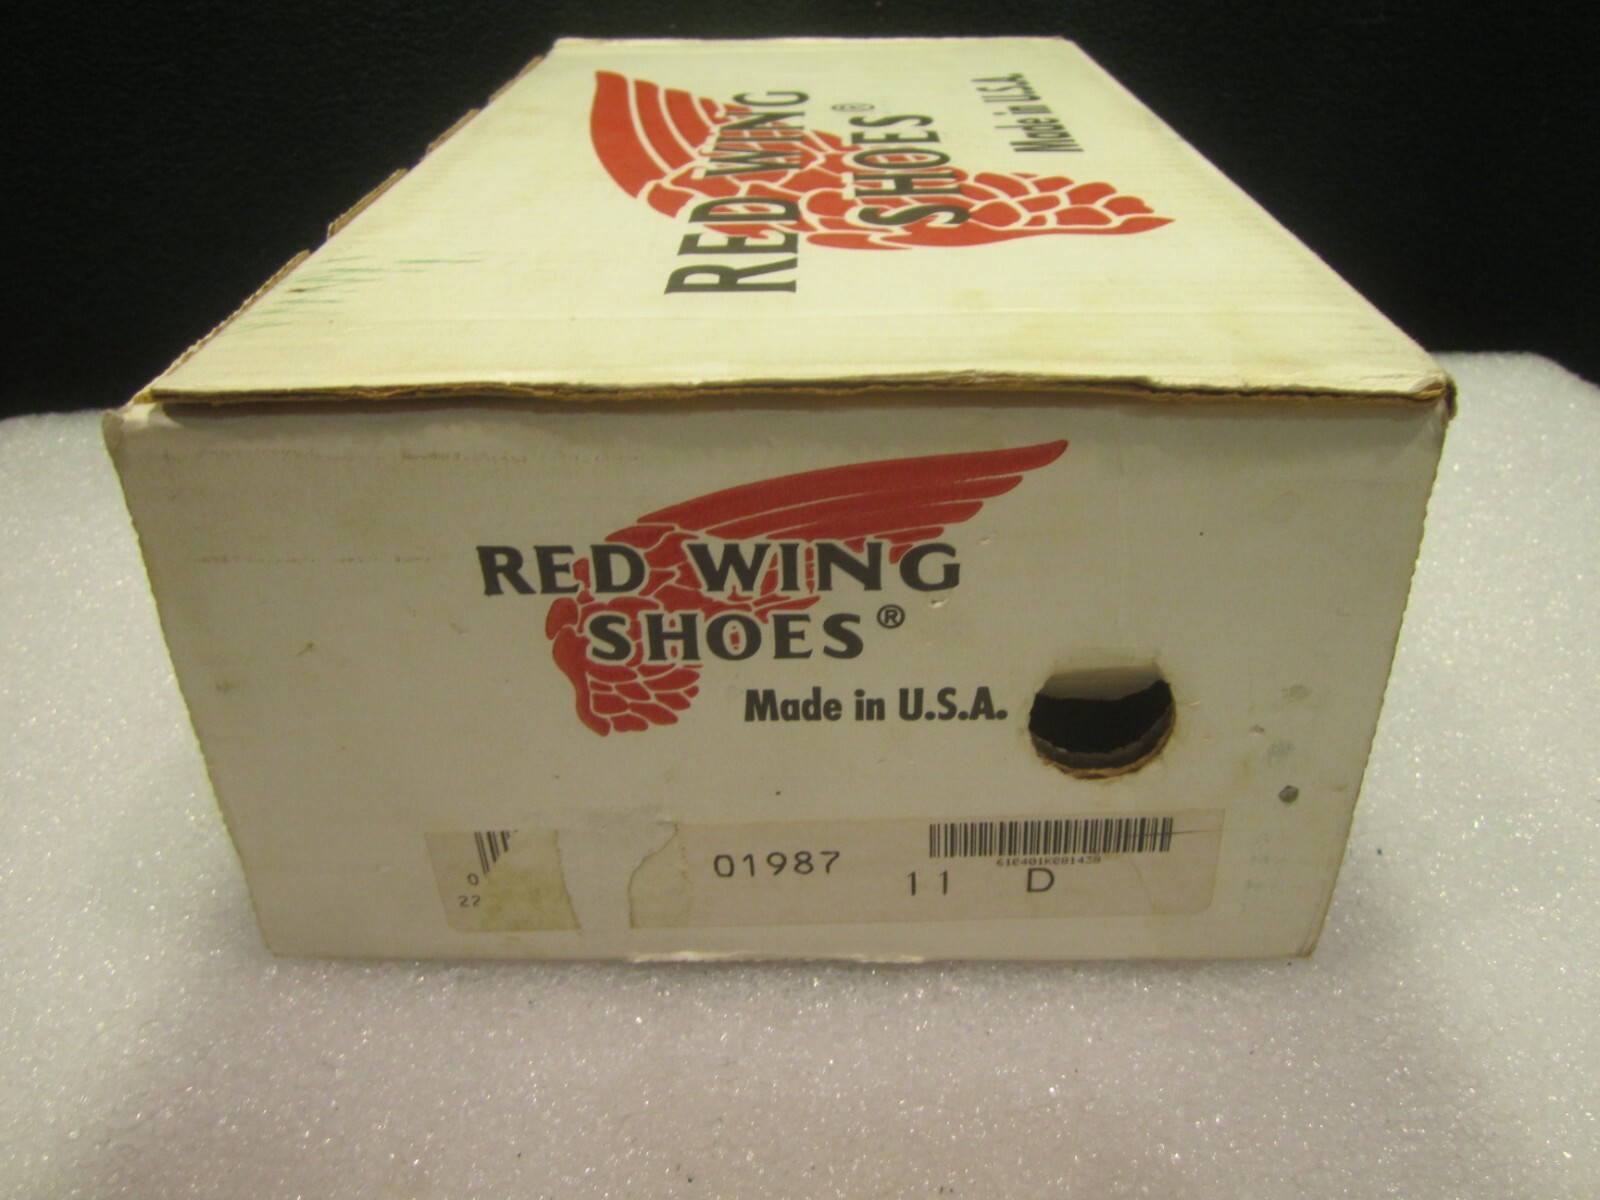 RED WING
SHOES®
Made in U.S.A.
RED WING
SHOES®
Made in U.S.A.
0
22
01987
11 D